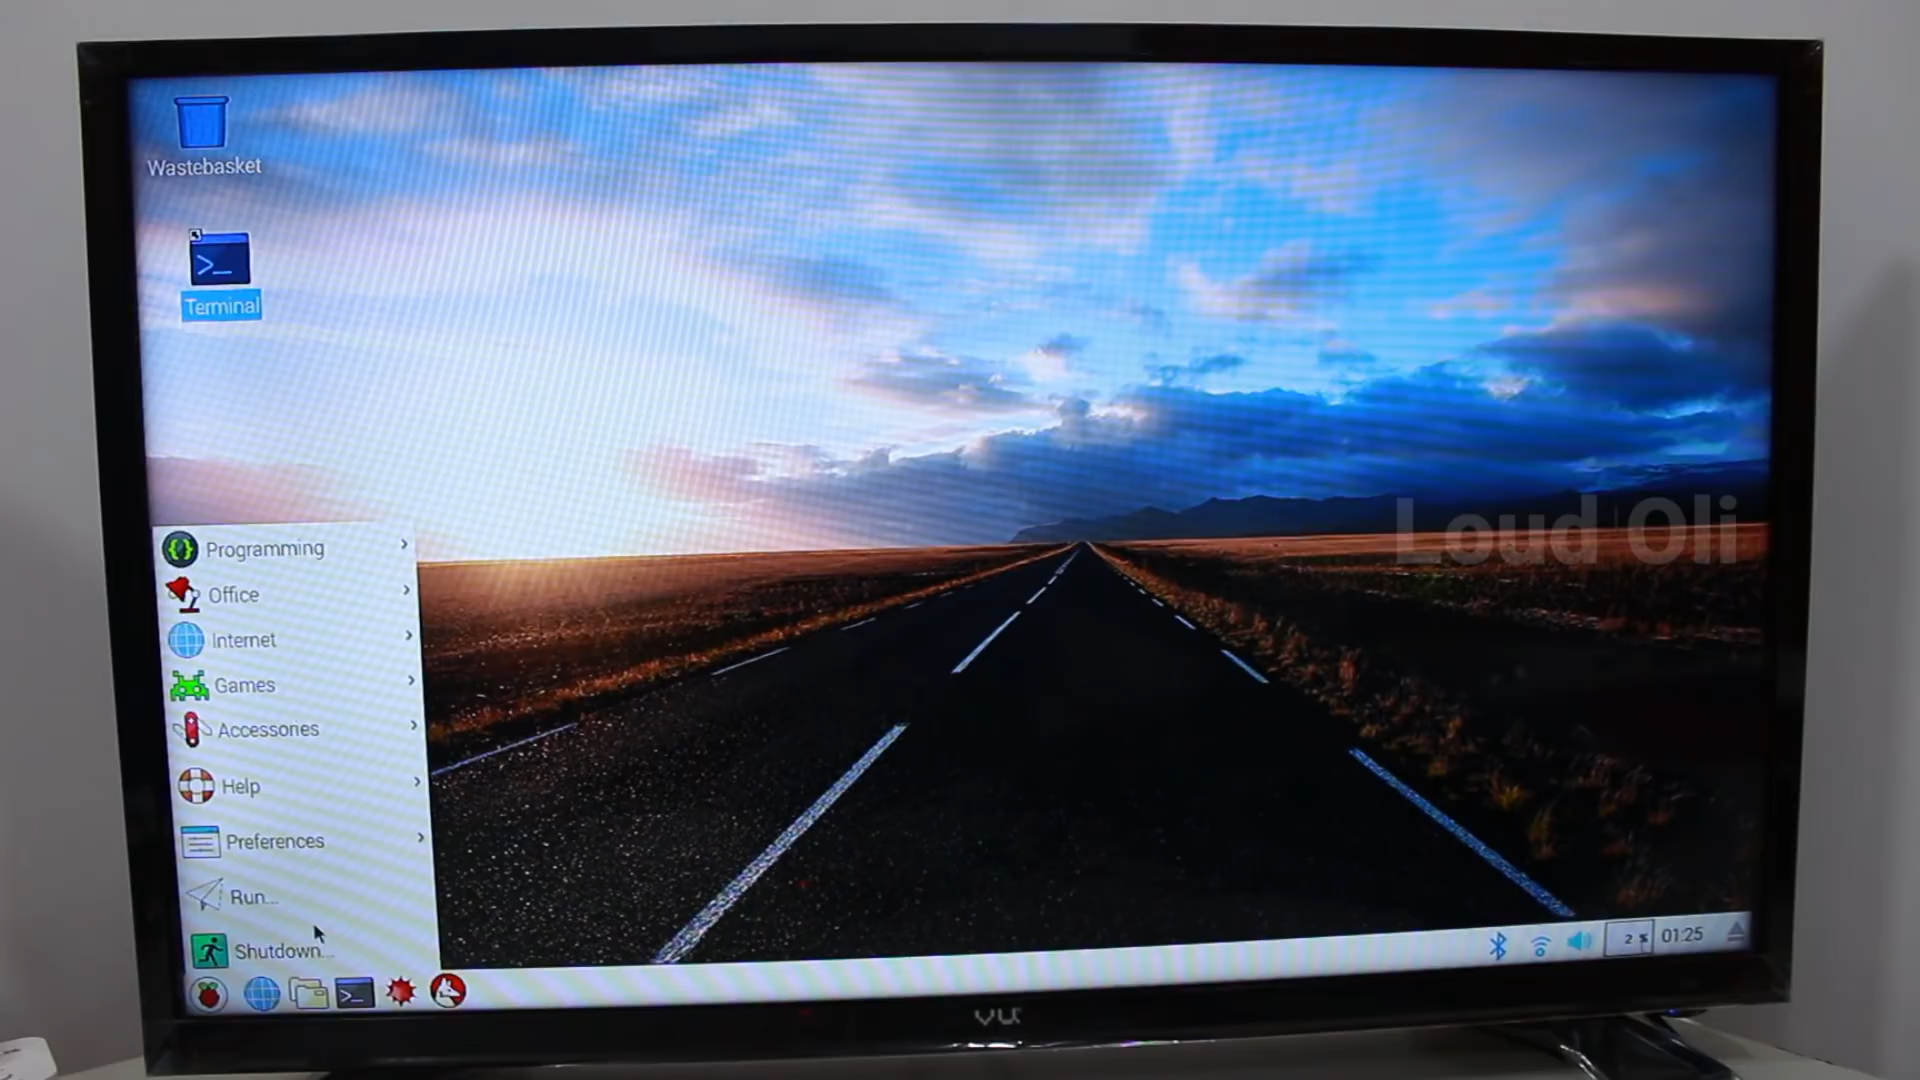 Wastebasket
Terminal
Loud Oli
Programming
Office
Internet
Games
Accessories
Help
Preferences
Run...
Shutdown...
2 %
01:25
VU